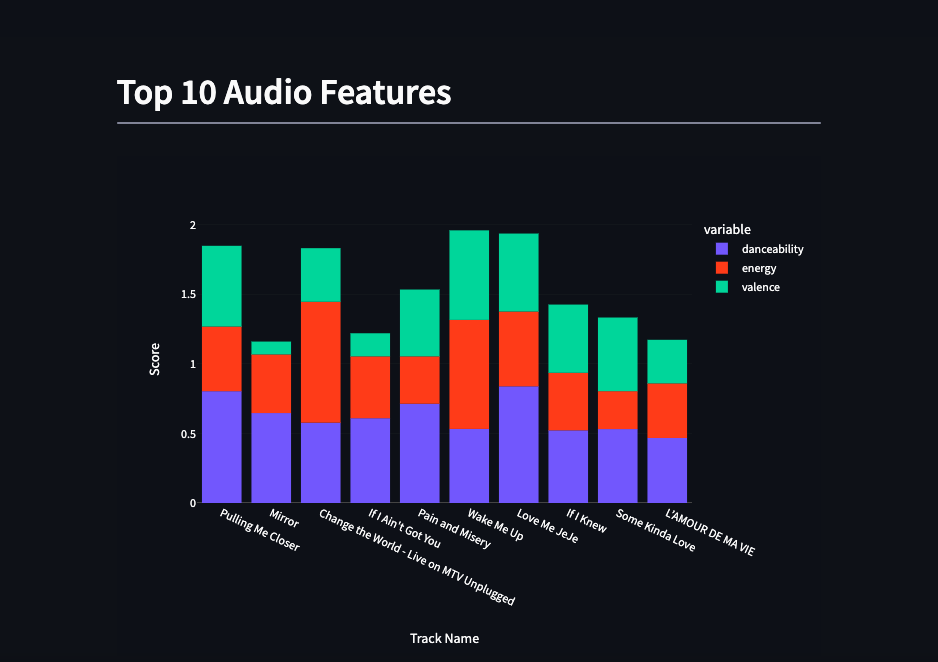 Top 10 Audio Features
2
1.5
1
0.5
0
Score
variable
danceability
energy
valence
Pulling Me Closer
Mirror
Change the World - Live on MTV Unplugged
If I Ain't Got You
Pain and Misery
Wake Me Up
Love Me JeJe
If I Knew
Some Kinda Love
L'AMOUR DE MA VIE
Track Name